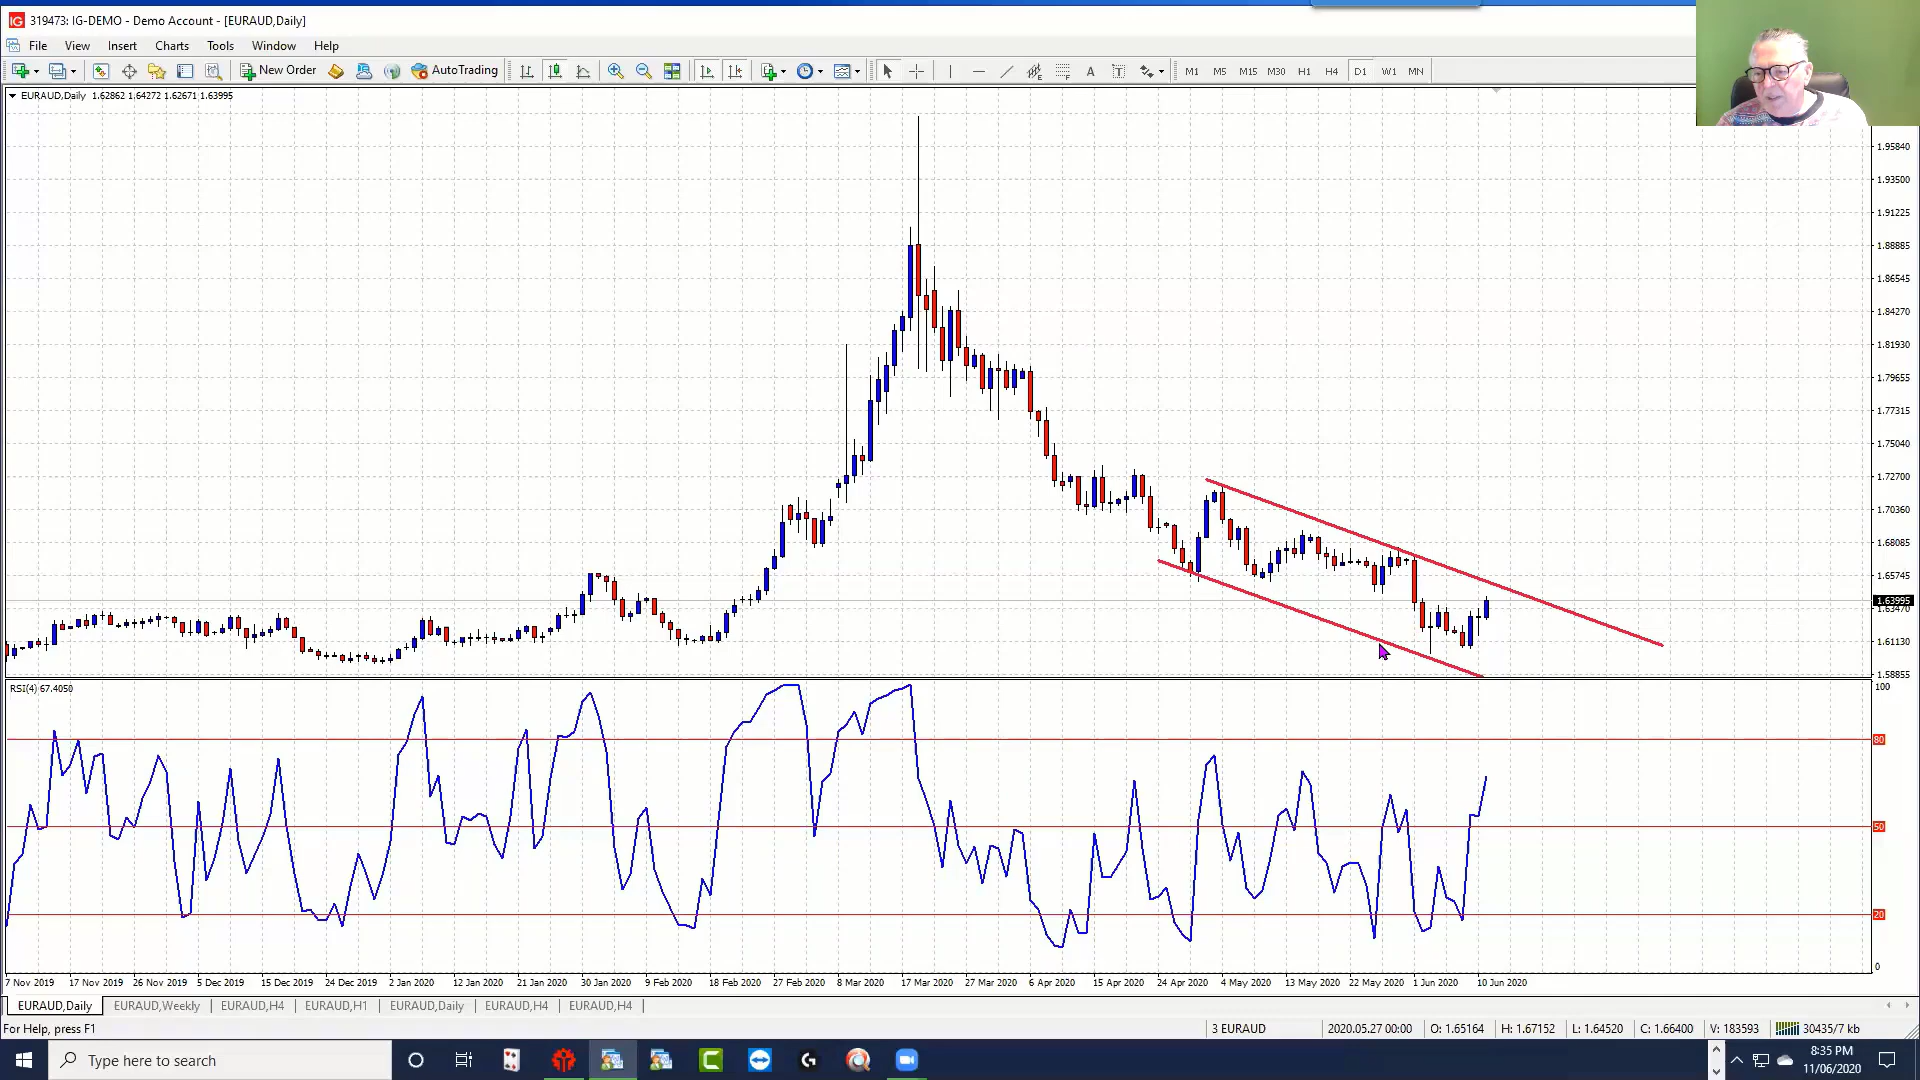 319473: IG-DEMO - Demo Account - [EURAUD,Daily]
File View Insert Charts Tools Window Help
New Order AutoTrading A T M1 M5 M15 M30 H1 H4 D1 W1 MN
EURAUD,Daily 1.62862 1.64272 1.62671 1.63995
1.95840
1.93500
1.91225
1.88885
1.86545
1.84270
1.81930
1.79655
1.77315
1.75040
1.72700
1.70360
1.68085
1.65745
1.63995
1.63470
1.61130
1.58855
RSI(4) 67.4050
100
80
50
20
0
7 Nov 2019 17 Nov 2019 26 Nov 2019 5 Dec 2019 15 Dec 2019 24 Dec 2019 2 Jan 2020 12 Jan 2020 21 Jan 2020 30 Jan 2020 9 Feb 2020 18 Feb 2020 27 Feb 2020 8 Mar 2020 17 Mar 2020 27 Mar 2020 6 Apr 2020 15 Apr 2020 24 Apr 2020 4 May 2020 13 May 2020 22 May 2020 1 Jun 2020 10 Jun 2020
EURAUD,Daily EURAUD,Weekly EURAUD,H4 EURAUD,H1 EURAUD,Daily EURAUD,H4 EURAUD,H4
For Help, press F1 3 EURAUD 2020.05.27 00:00 O: 1.65164 H: 1.67152 L: 1.64520 C: 1.66400 V: 183593 30435/7 kb
Type here to search 8:35 PM
11/06/2020